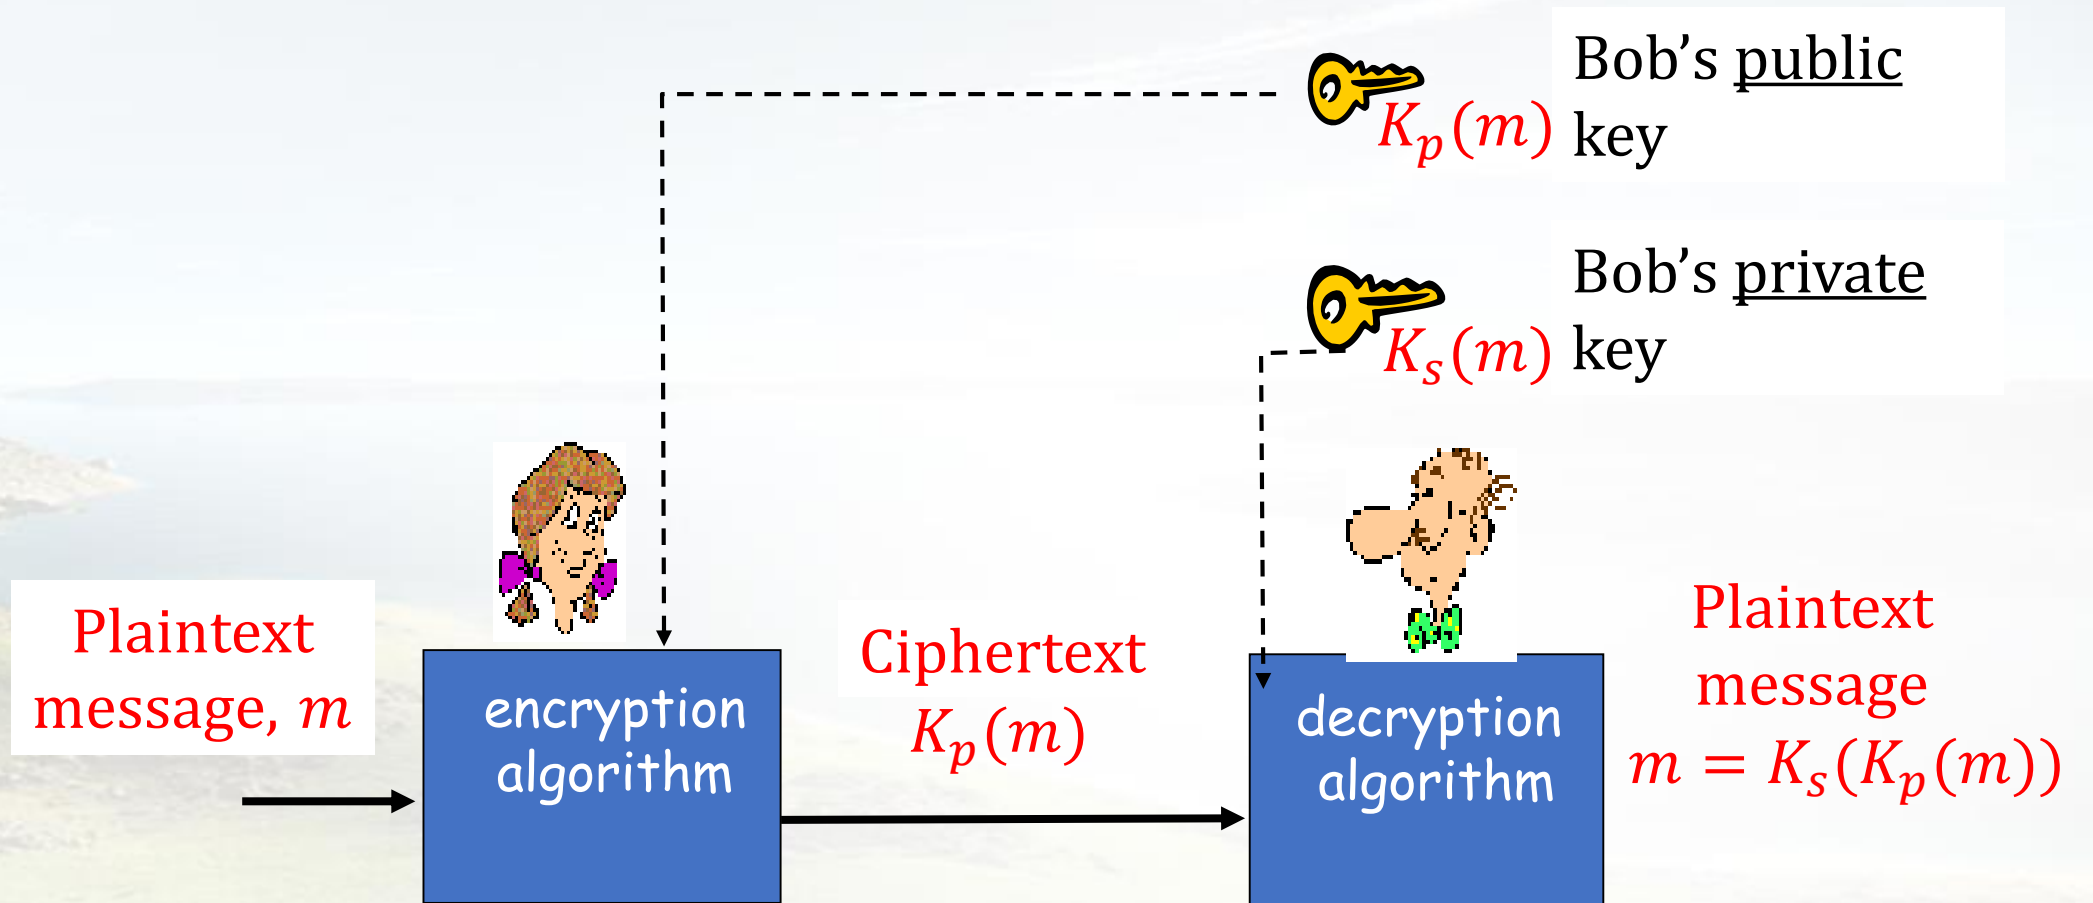 Bob’s public
key
K_p(m)
Bob’s private
key
K_s(m)
Plaintext
message, m
encryption
algorithm
Ciphertext
K_p(m)
decryption
algorithm
Plaintext
message
m = K_s(K_p(m))